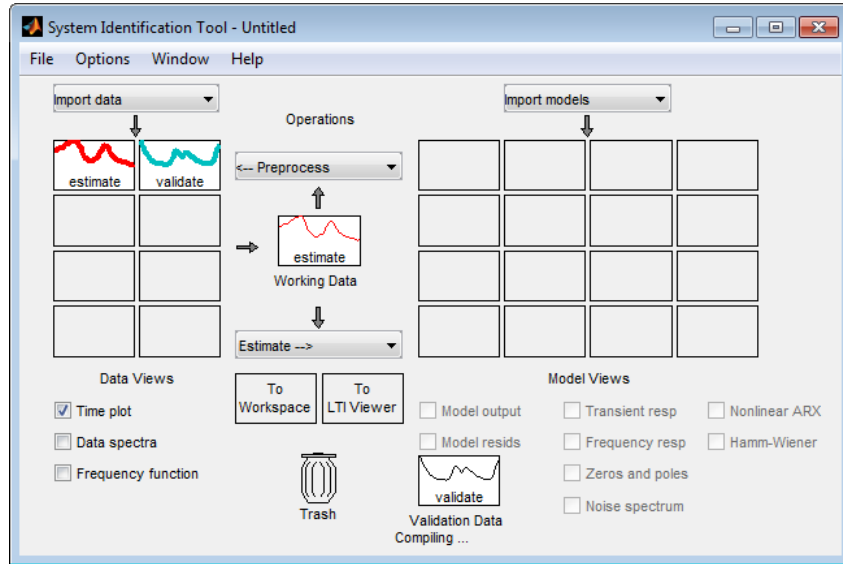 System Identification Tool - Untitled
File Options Window Help
Import data
Import models
Operations
estimate
validate
<-- Preprocess
estimate
Working Data
Estimate -->
Data Views
To Workspace
To LTI Viewer
Model Views
Time plot
Data spectra
Frequency function
Model output
Transient resp
Nonlinear ARX
Model resids
Frequency resp
Hamm-Wiener
Zeros and poles
Noise spectrum
Trash
validate
Validation Data
Compiling ...